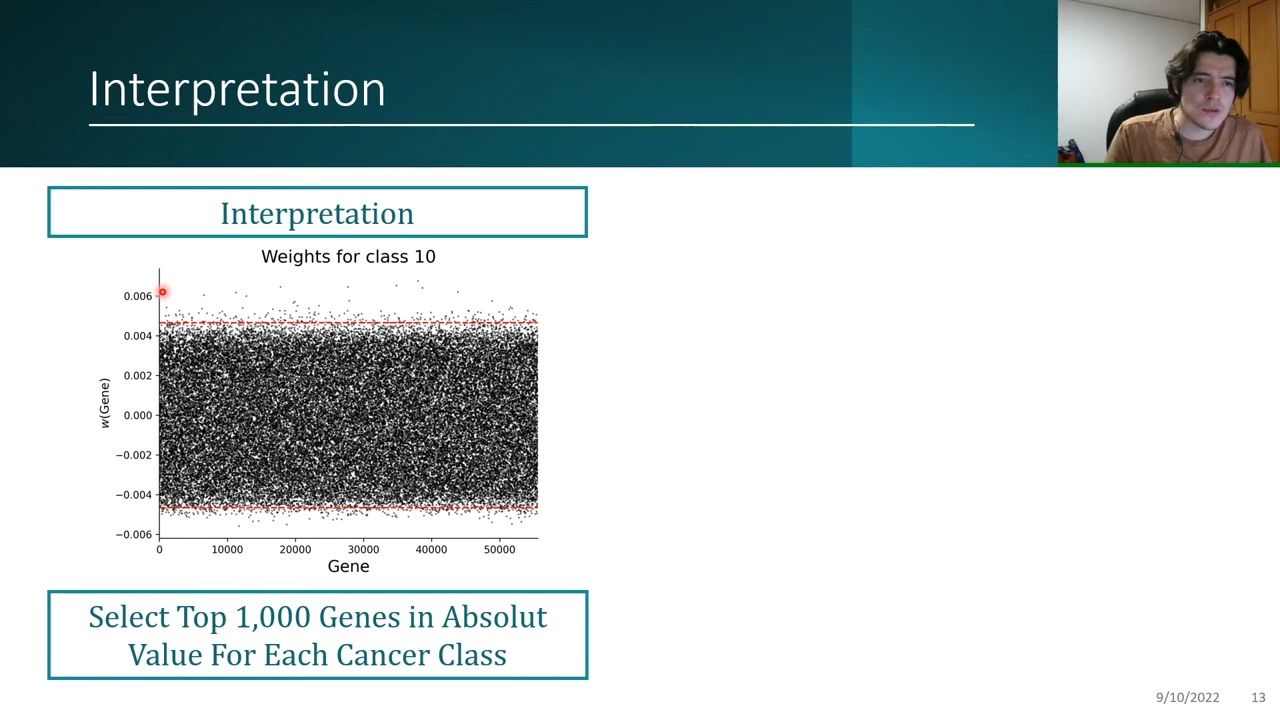 Interpretation
Interpretation
Weights for class 10
0.006
0.004
0.002
0.000
−0.002
−0.004
−0.006
w(Gene)
0 10000 20000 30000 40000 50000
Gene
Select Top 1,000 Genes in Absolut
Value For Each Cancer Class
9/10/2022 13